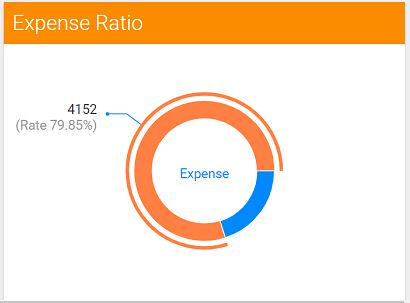 Expense Ratio
4152
(Rate 79.85%)
Expense